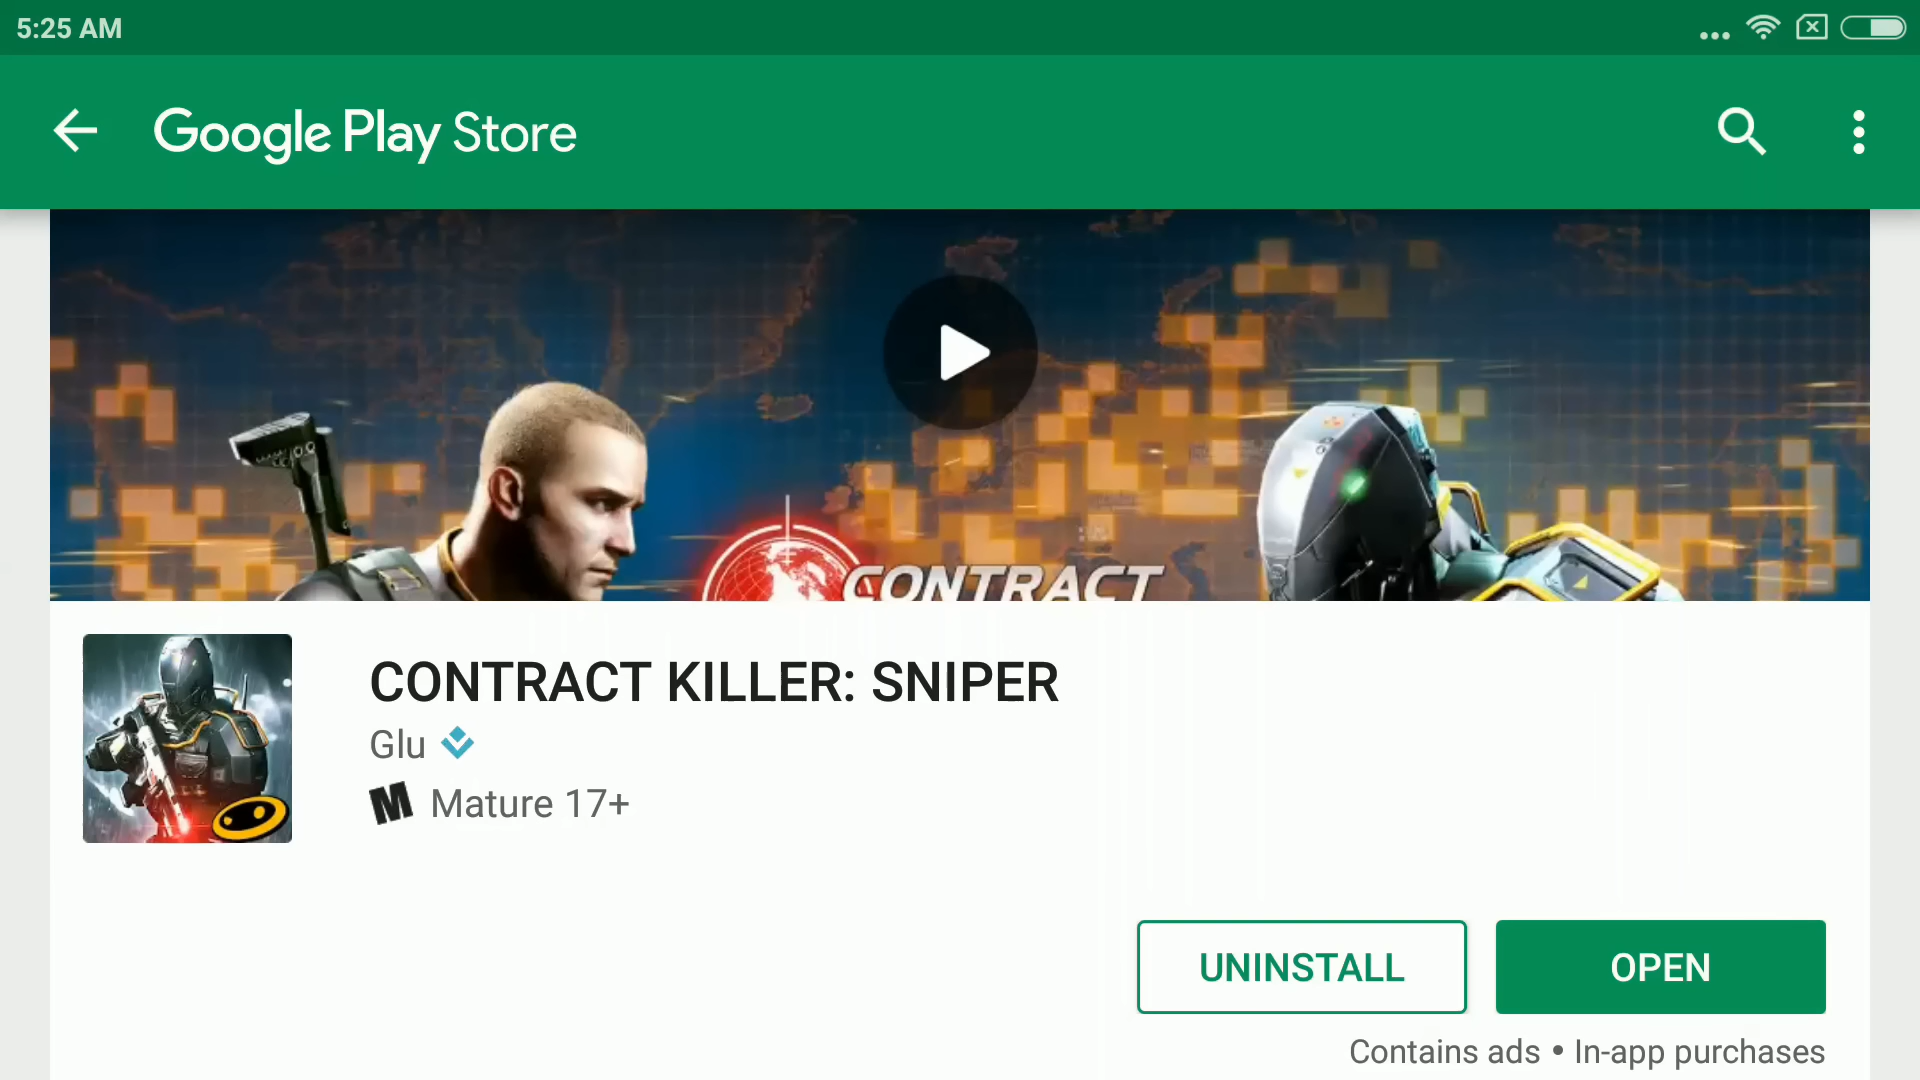 5:25 AM
Google Play Store
CONTRACT
CONTRACT KILLER: SNIPER
Glu
M Mature 17+
UNINSTALL
OPEN
Contains ads • In-app purchases